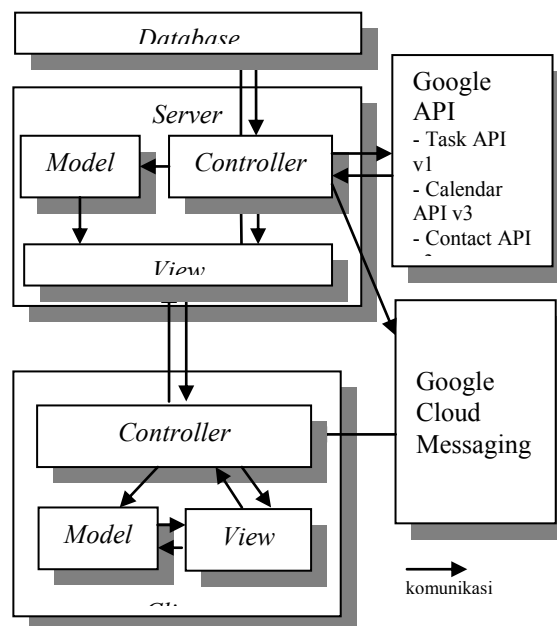 Database
Server
Model
Controller
View
Google
API
- Task API
v1
- Calendar
API v3
- Contact API
Google
Cloud
Messaging
Controller
Model
View
komunikasi